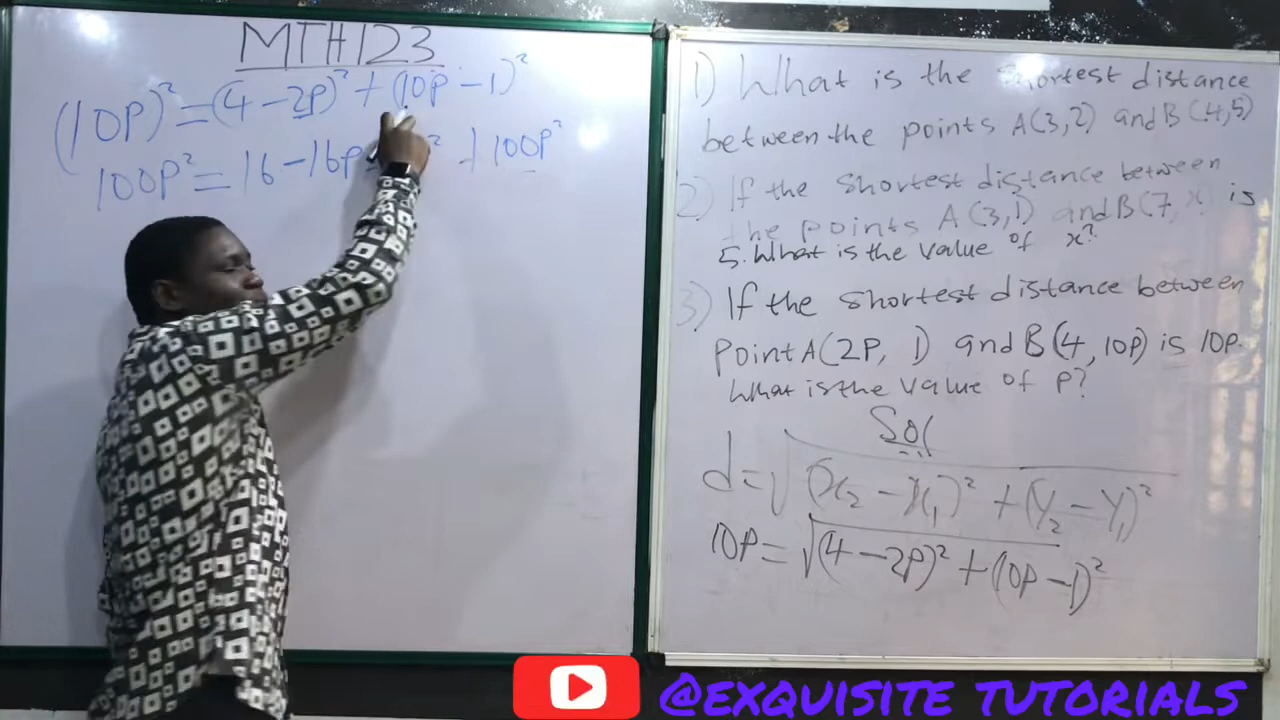 MTH123
(10P)² = (4 - 2P)² + (10P - 1)²
100P² = 16 - 16P ² + 100P²
1) What is the shortest distance
between the points A(3,2) and B(4,5)
2) If the shortest distance between
the points A(3,1) and B(7,x) is
5. What is the value of x?
3) If the shortest distance between
point A(2P, 1) and B(4, 10P) is 10P.
What is the value of P?
Sol
d = √(x₂ - x₁)² + (y₂ - y₁)²
10P = √(4 - 2P)² + (10P - 1)²
@EXQUISITE TUTORIALS